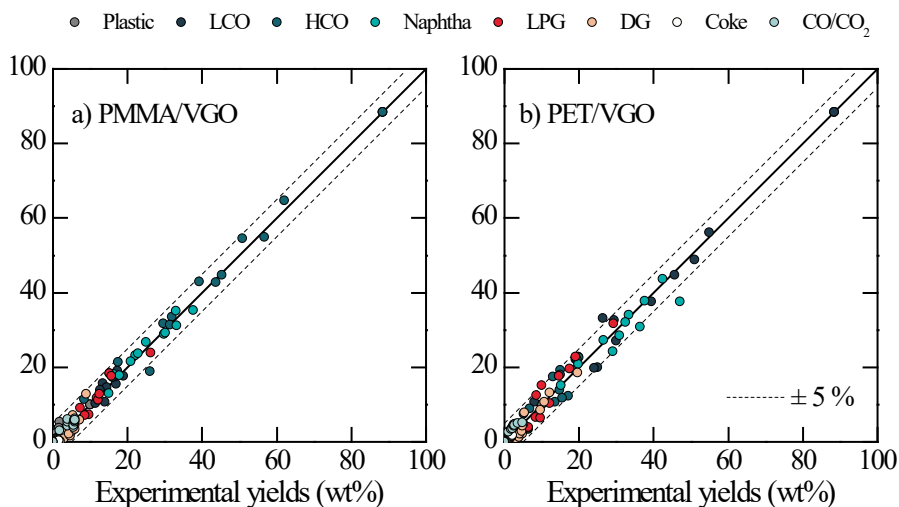 Plastic LCO HCO Naphtha LPG DG Coke CO/CO₂
a) PMMA/VGO
100
80
60
40
20
0
0 20 40 60 80 100
Experimental yields (wt%)
b) PET/VGO
100
80
60
40
20
0
± 5 %
0 20 40 60 80 100
Experimental yields (wt%)